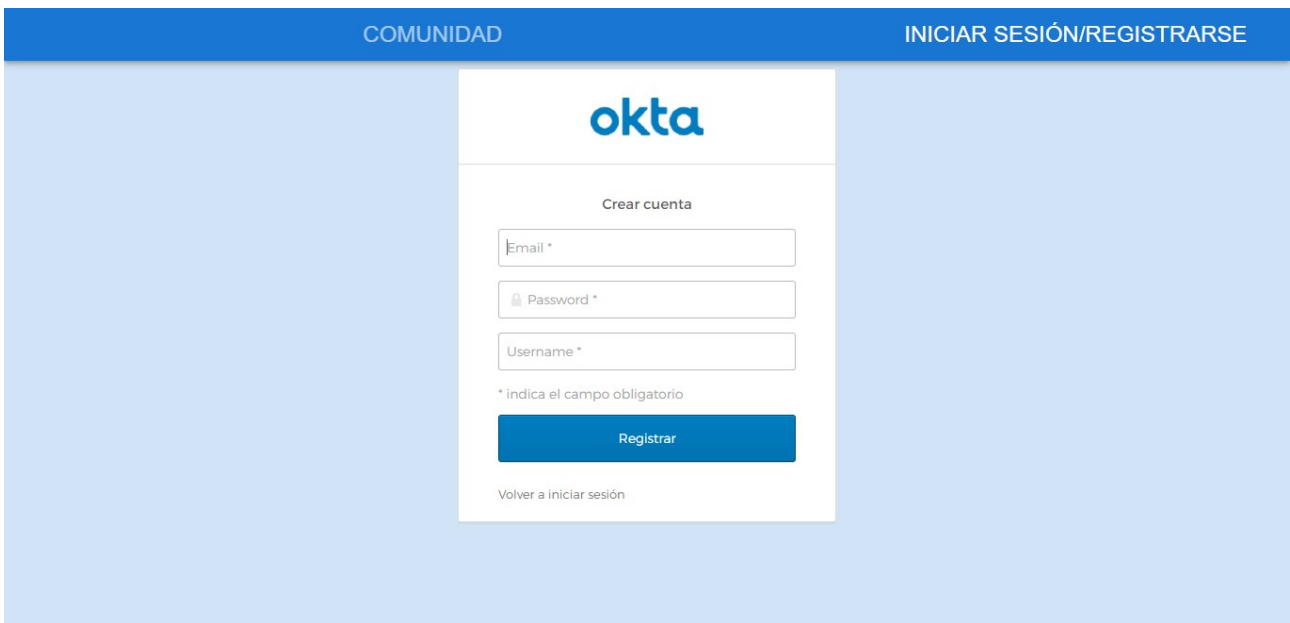 COMUNIDAD INICIAR SESIÓN/REGISTRARSE
okta
Crear cuenta
Email *
Password *
Username *
* indica el campo obligatorio
Registrar
Volver a iniciar sesión